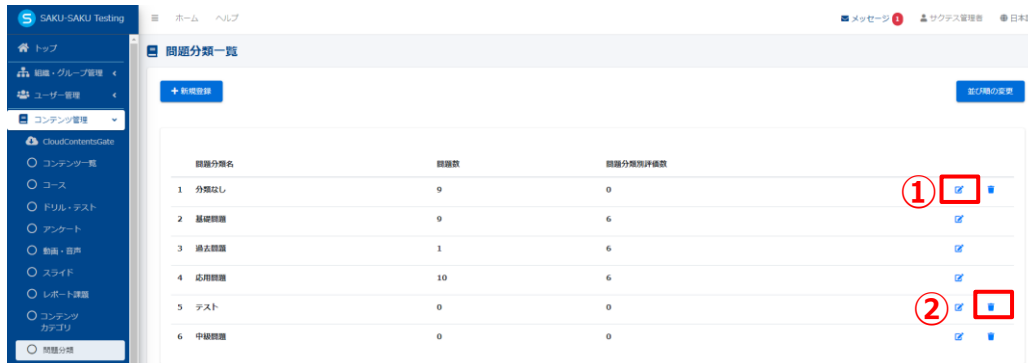 S SAKU-SAKU Testing
ホーム ヘルプ
メッセージ 1 サクテス管理者 日本
トップ
組織・グループ管理
ユーザー管理
コンテンツ管理
CloudContentsGate
コンテンツ一覧
コース
ドリル・テスト
アンケート
動画・音声
スライド
レポート課題
コンテンツ
カテゴリ
問題分類
問題分類一覧
+ 新規登録
並び順の変更
問題分類名 問題数 問題分類別評価数
1 分類なし 9 0 ①
2 基礎問題 9 6
3 過去問題 1 6
4 応用問題 10 6
5 テスト 0 0 ②
6 中級問題 0 0